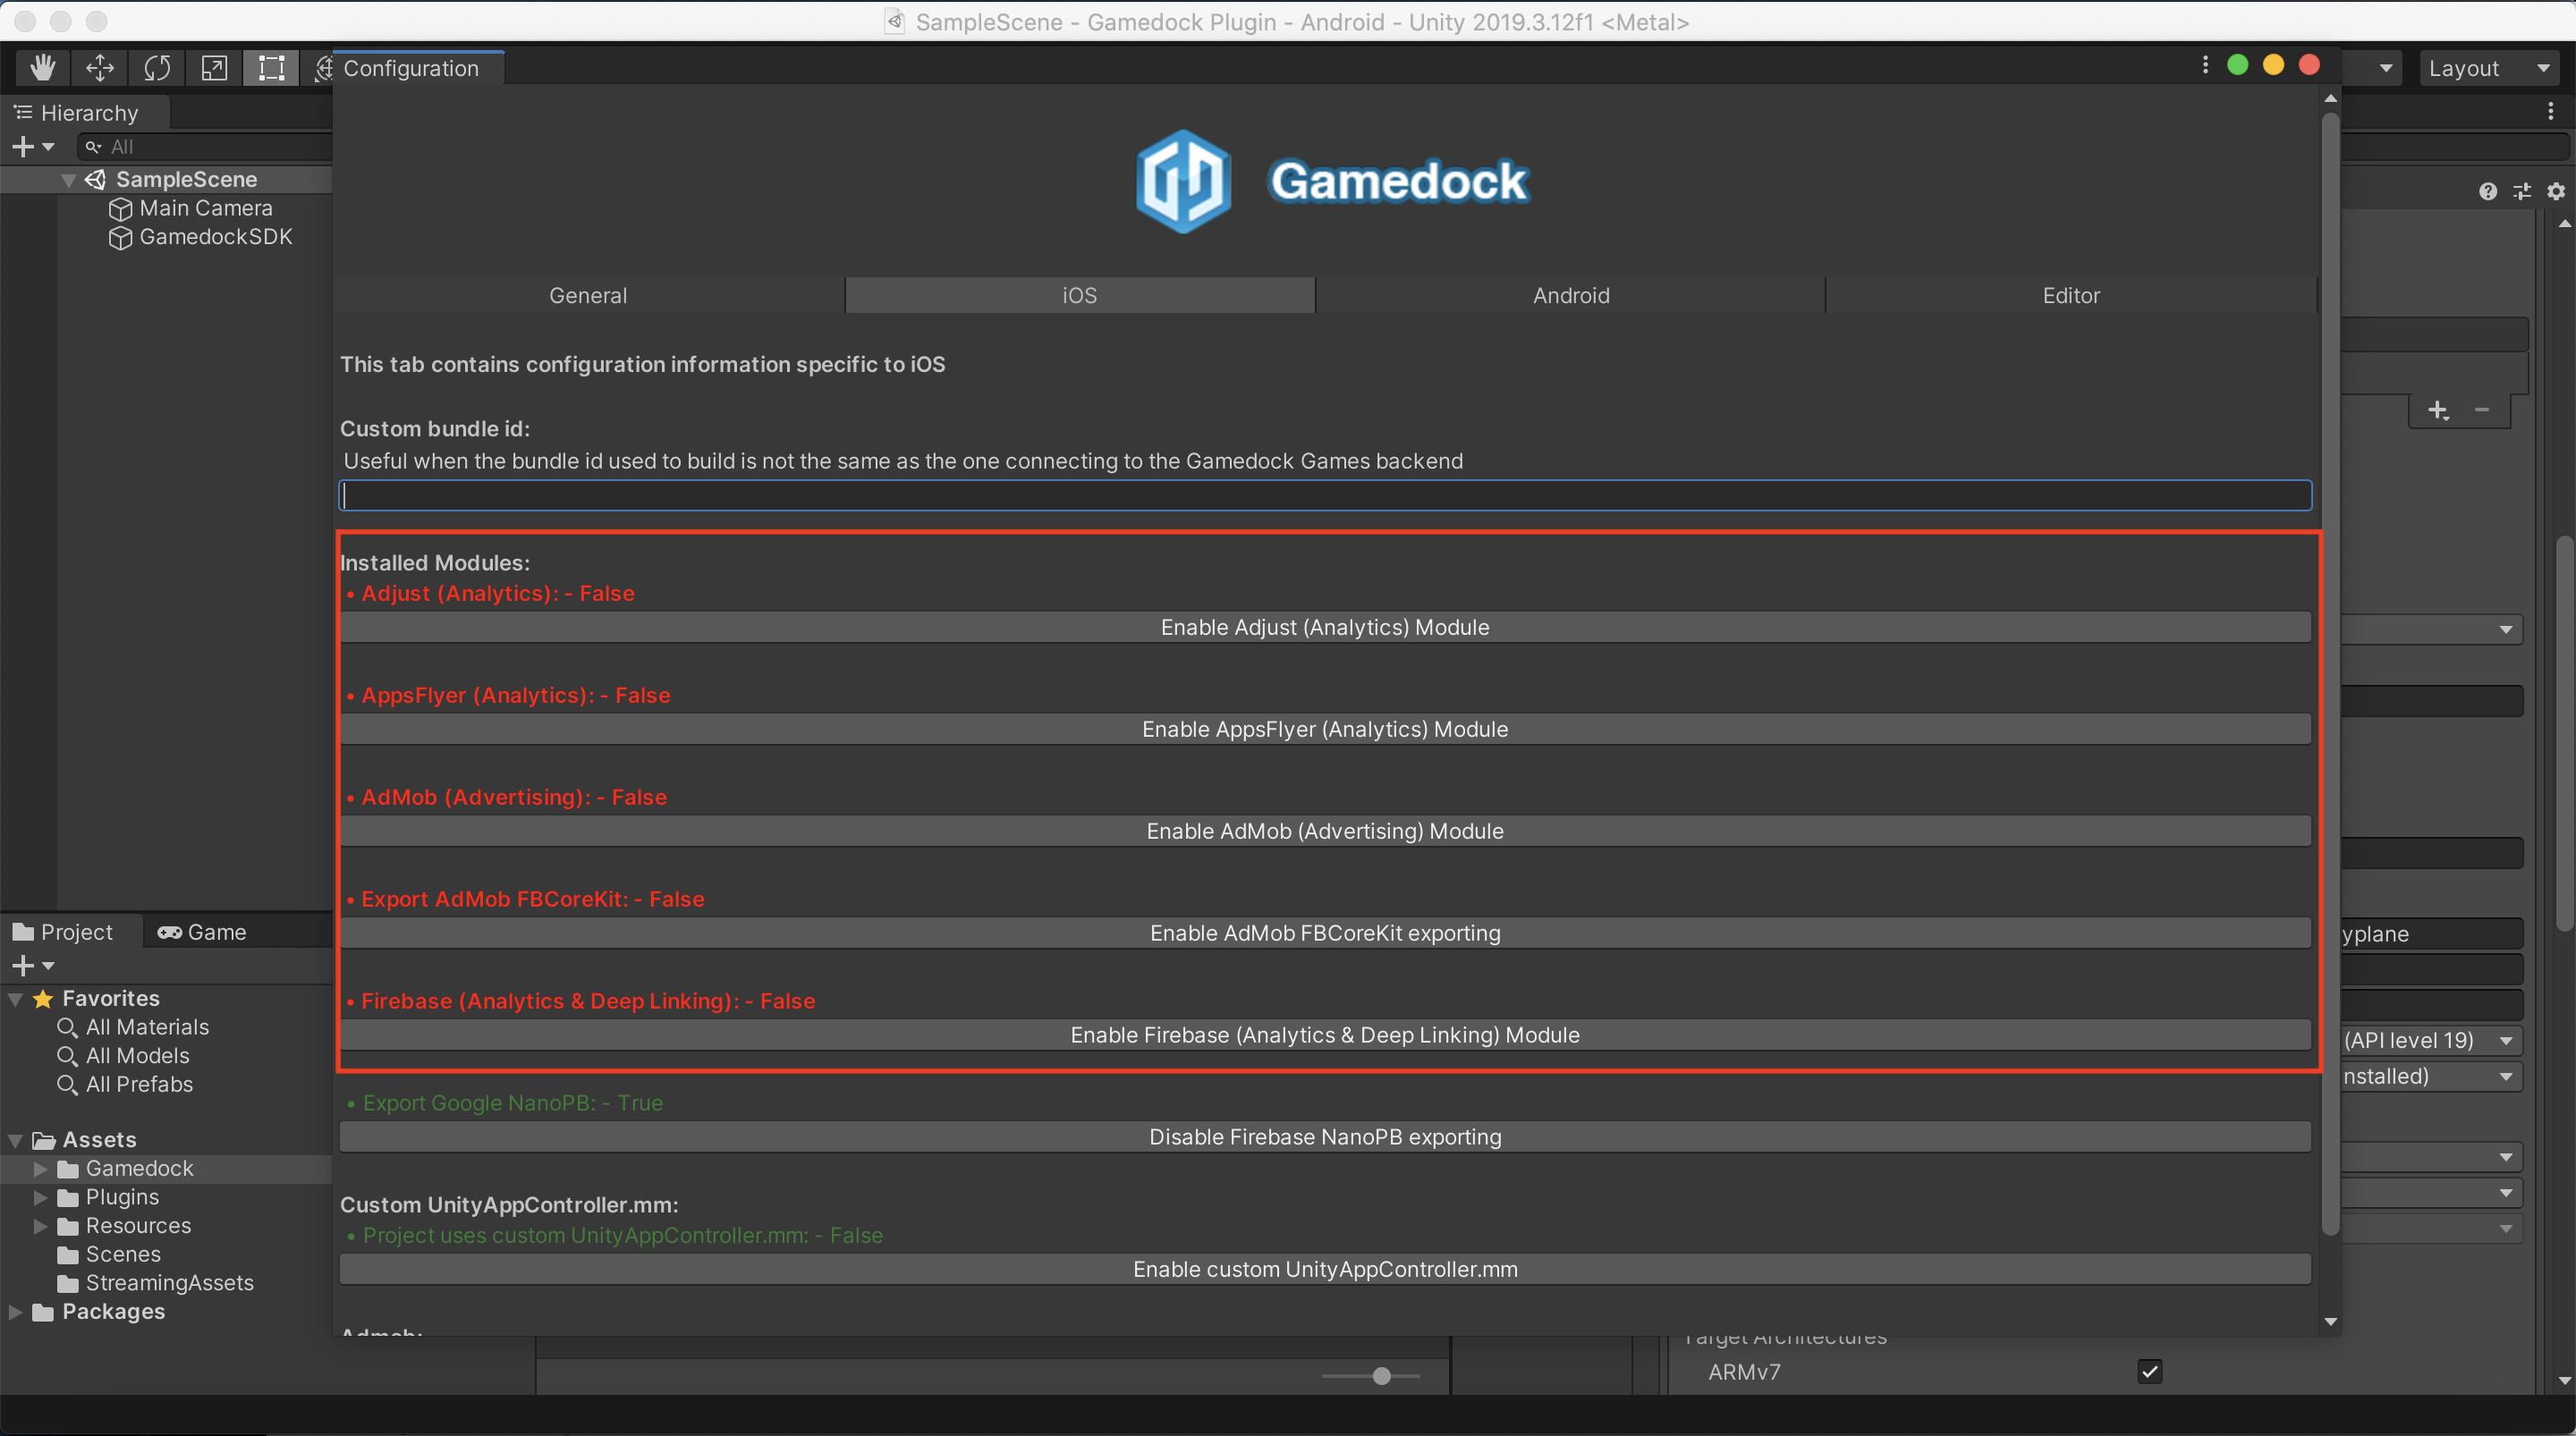 SampleScene - Gamedock Plugin - Android - Unity 2019.3.12f1 <Metal>
Configuration
Layout
Hierarchy
All
SampleScene
Main Camera
GamedockSDK
Gamedock
General
iOS
Android
Editor
This tab contains configuration information specific to iOS
Custom bundle id:
Useful when the bundle id used to build is not the same as the one connecting to the Gamedock Games backend
Installed Modules:
• Adjust (Analytics): - False
Enable Adjust (Analytics) Module
• AppsFlyer (Analytics): - False
Enable AppsFlyer (Analytics) Module
• AdMob (Advertising): - False
Enable AdMob (Advertising) Module
• Export AdMob FBCoreKit: - False
Enable AdMob FBCoreKit exporting
• Firebase (Analytics & Deep Linking): - False
Enable Firebase (Analytics & Deep Linking) Module
• Export Google NanoPB: - True
Disable Firebase NanoPB exporting
Custom UnityAppController.mm:
• Project uses custom UnityAppController.mm: - False
Enable custom UnityAppController.mm
Admob:
Project
Game
Favorites
All Materials
All Models
All Prefabs
Assets
Gamedock
Plugins
Resources
Scenes
StreamingAssets
Packages
yplane
(API level 19)
nstalled)
Target Architectures
ARMv7